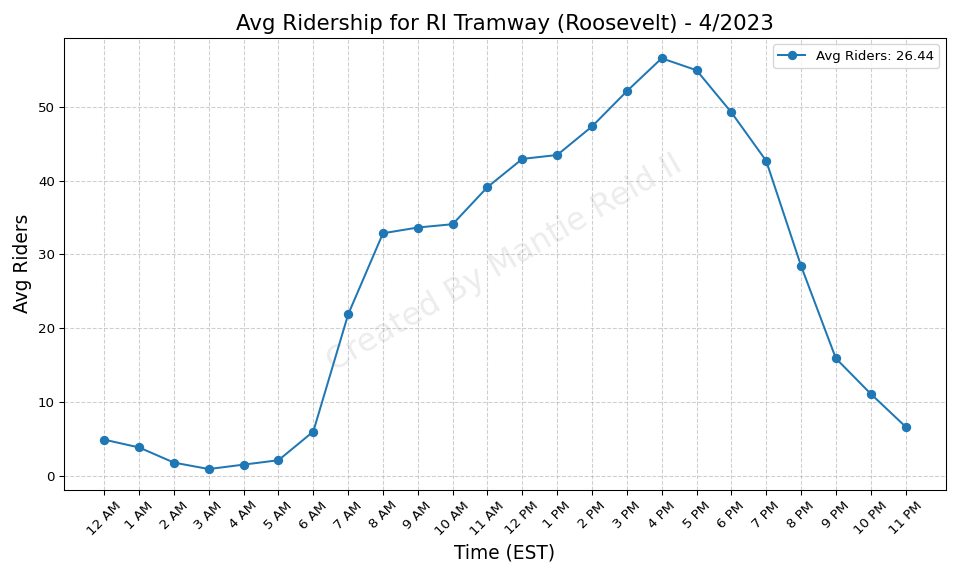 Avg Ridership for RI Tramway (Roosevelt) - 4/2023
Avg Riders: 26.44
50
40
30
20
10
0
Avg Riders
Created By Mantie Reid II
12 AM
1 AM
2 AM
3 AM
4 AM
5 AM
6 AM
7 AM
8 AM
9 AM
10 AM
11 AM
12 PM
1 PM
2 PM
3 PM
4 PM
5 PM
6 PM
7 PM
8 PM
9 PM
10 PM
11 PM
Time (EST)